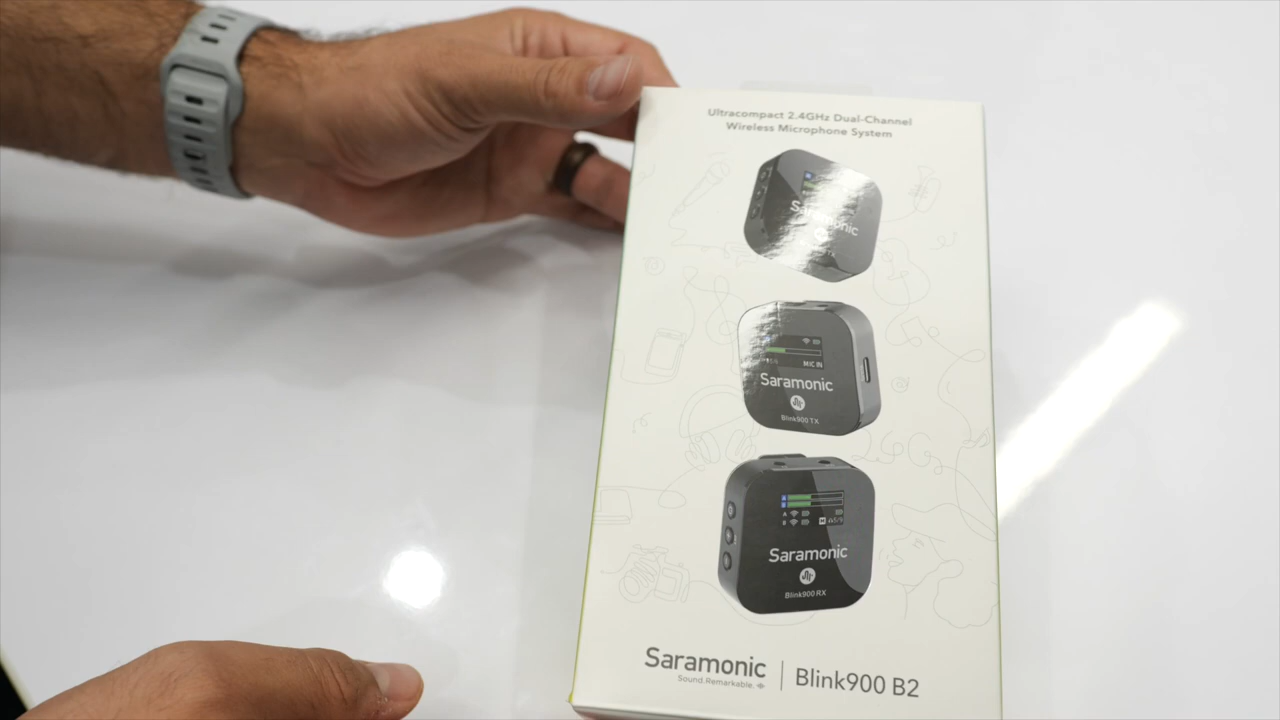 Ultracompact 2.4GHz Dual-Channel
Wireless Microphone System
Saramonic
MIC IN
Saramonic
Blink900 TX
A
B
Saramonic
Blink900 RX
Saramonic
Sound.Remarkable.
Blink900 B2